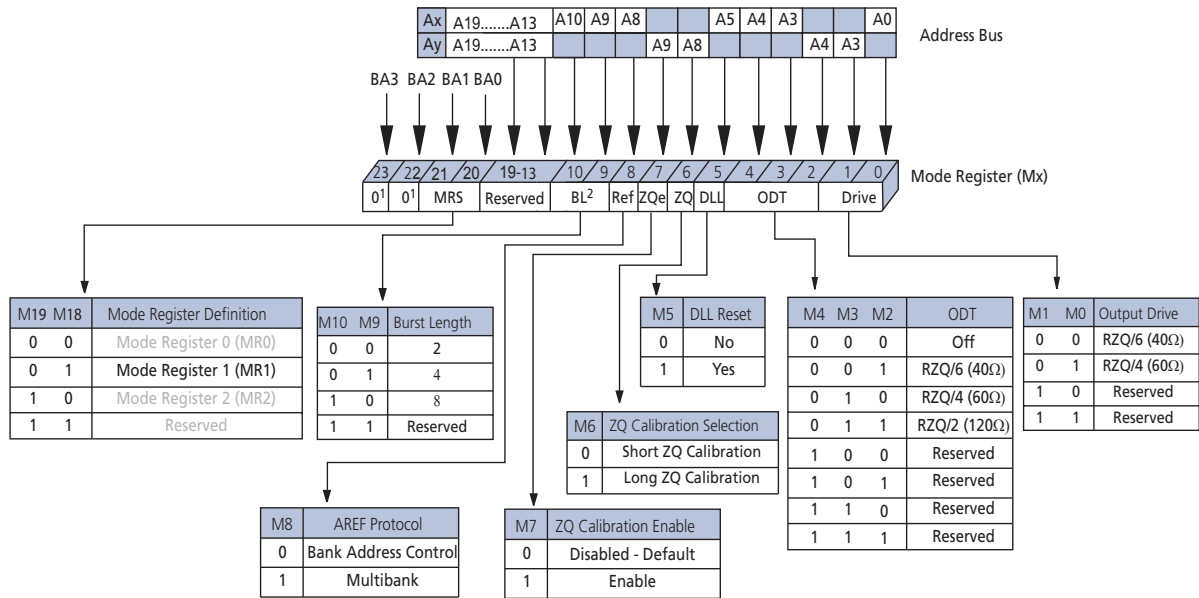 Ax A19.......A13 A10 A9 A8 A5 A4 A3 A0
Ay A19.......A13 A9 A8 A4 A3
Address Bus
BA3 BA2 BA1 BA0
23 22 21 20 19-13 10 9 8 7 6 5 4 3 2 1 0
Mode Register (Mx)
0¹ 0¹ MRS Reserved BL² Ref ZQe ZQ DLL ODT Drive
M19 M18 Mode Register Definition
0 0 Mode Register 0 (MR0)
0 1 Mode Register 1 (MR1)
1 0 Mode Register 2 (MR2)
1 1 Reserved
M10 M9 Burst Length
0 0 2
0 1 4
1 0 8
1 1 Reserved
M5 DLL Reset
0 No
1 Yes
M6 ZQ Calibration Selection
0 Short ZQ Calibration
1 Long ZQ Calibration
M4 M3 M2 ODT
0 0 0 Off
0 0 1 RZQ/6 (40Ω)
0 1 0 RZQ/4 (60Ω)
0 1 1 RZQ/2 (120Ω)
1 0 0 Reserved
1 0 1 Reserved
1 1 0 Reserved
1 1 1 Reserved
M1 M0 Output Drive
0 0 RZQ/6 (40Ω)
0 1 RZQ/4 (60Ω)
1 0 Reserved
1 1 Reserved
M8 AREF Protocol
0 Bank Address Control
1 Multibank
M7 ZQ Calibration Enable
0 Disabled - Default
1 Enable